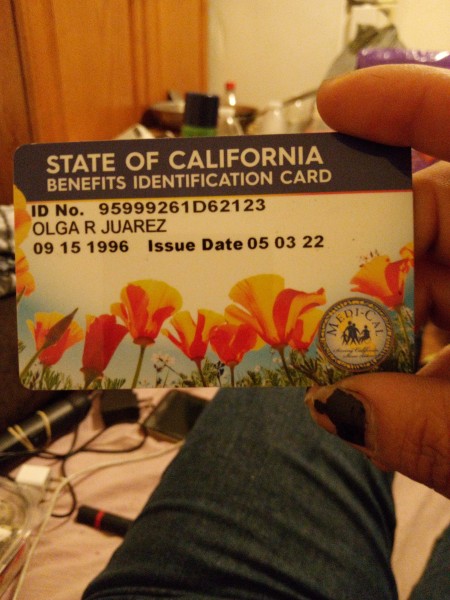 STATE OF CALIFORNIA
BENEFITS IDENTIFICATION CARD
ID No. 95999261D62123
OLGA R JUAREZ
09 15 1996 Issue Date 05 03 22
MEDI-CAL